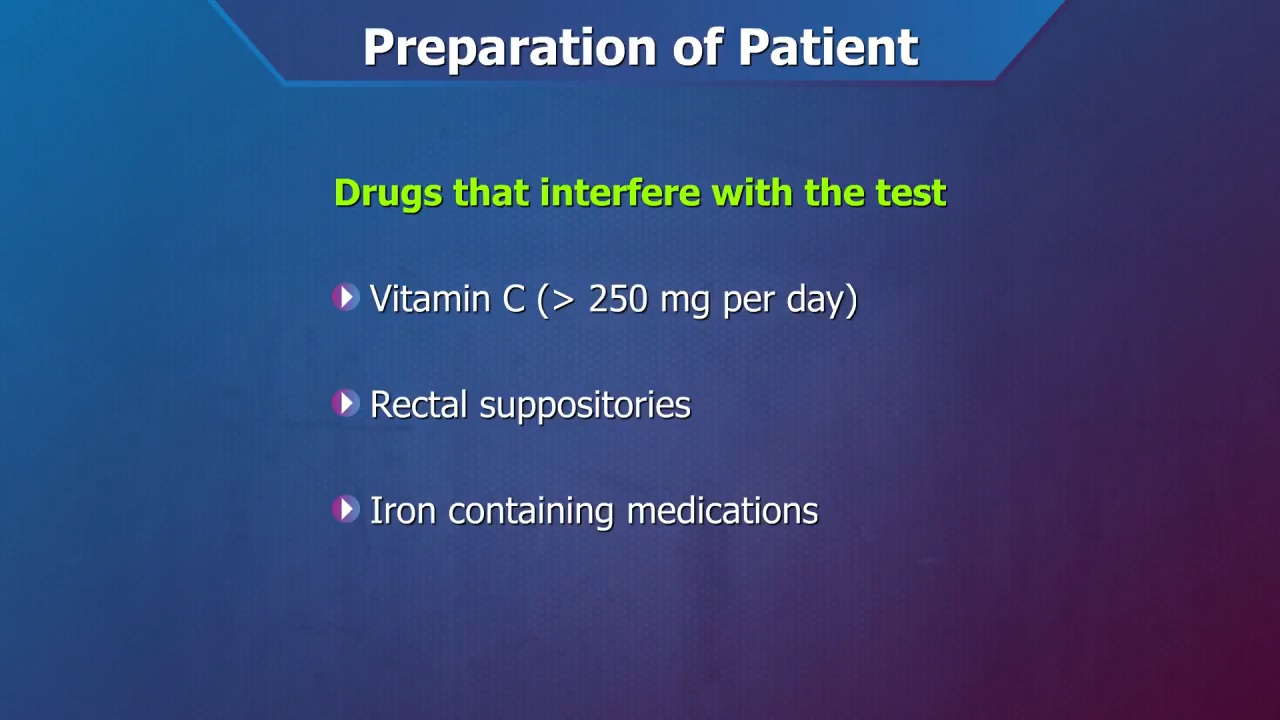 Preparation of Patient
Drugs that interfere with the test
Vitamin C (> 250 mg per day)
Rectal suppositories
Iron containing medications